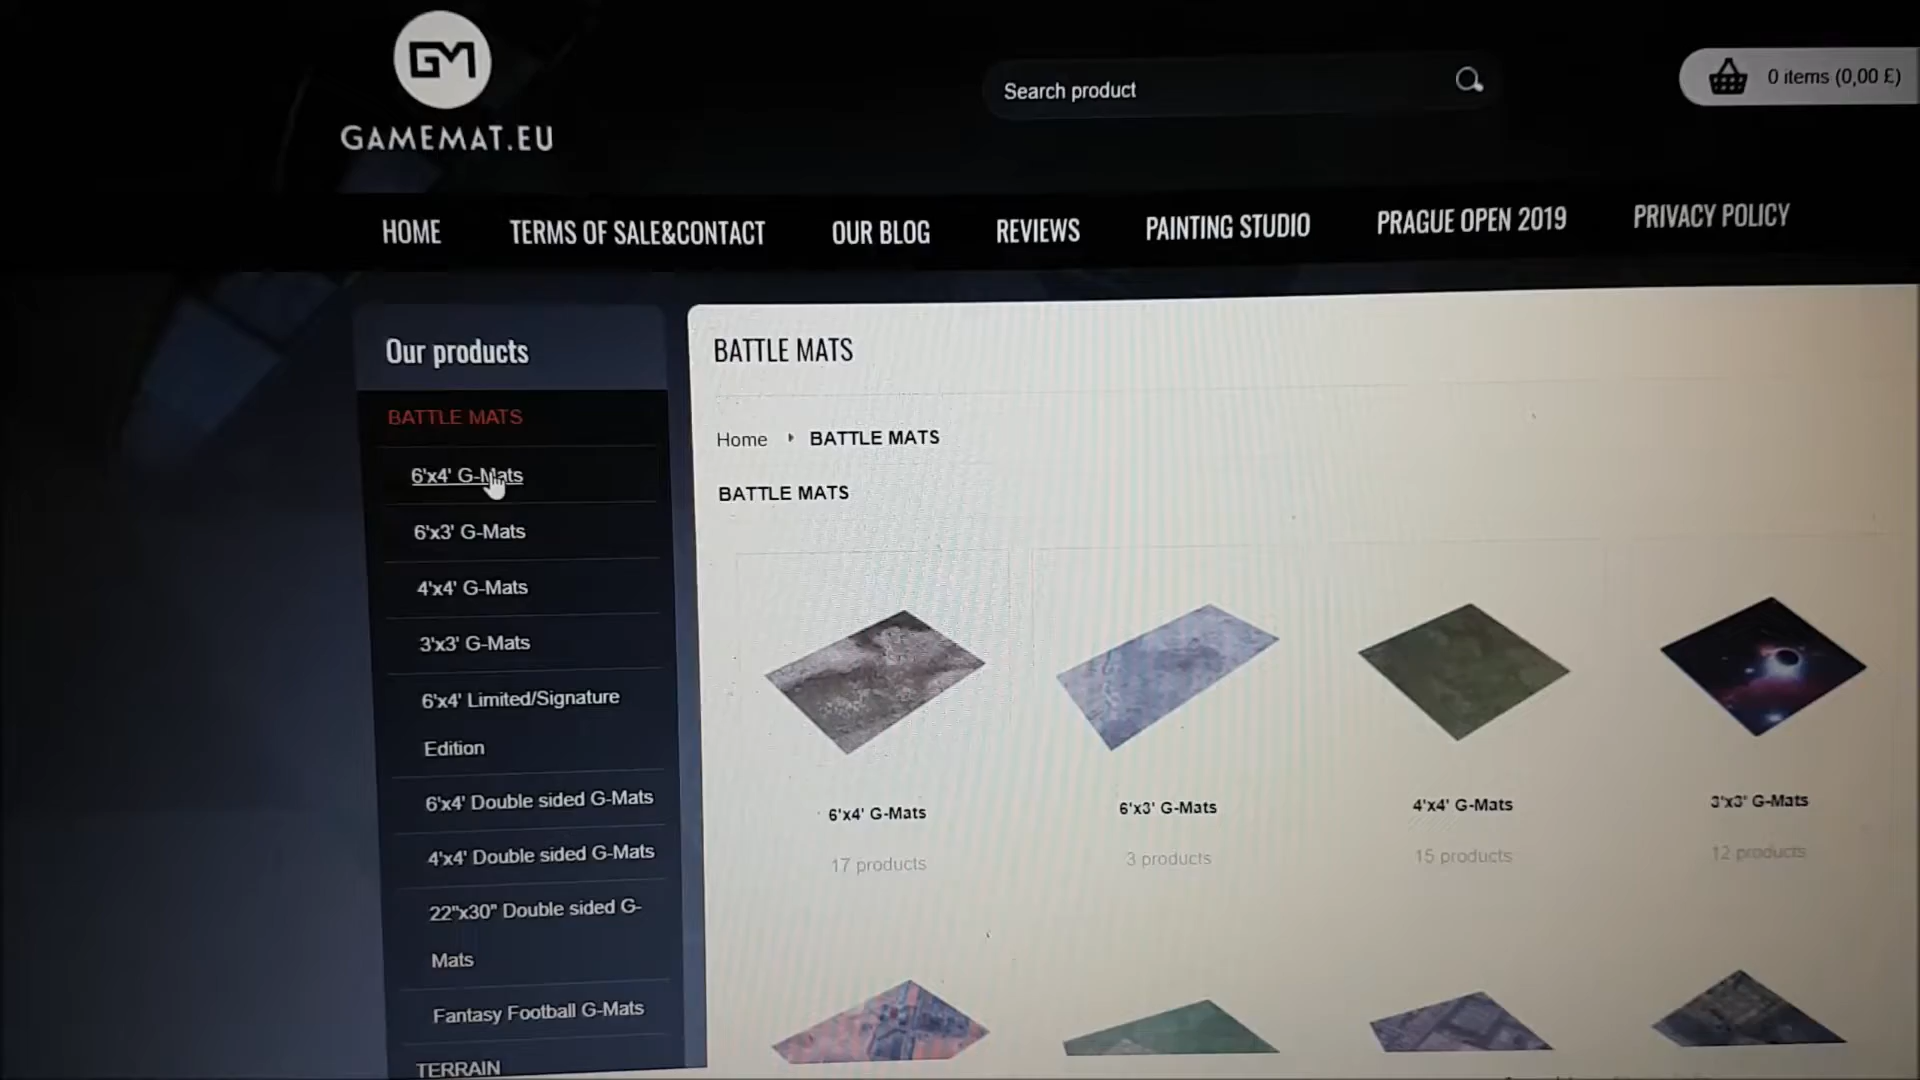 GM
GAMEMAT.EU
Search product
0 items (0,00 £)
HOME
TERMS OF SALE&CONTACT
OUR BLOG
REVIEWS
PAINTING STUDIO
PRAGUE OPEN 2019
PRIVACY POLICY
Our products
BATTLE MATS
6'x4' G-Mats
6'x3' G-Mats
4'x4' G-Mats
3'x3' G-Mats
6'x4' Limited/Signature
Edition
6'x4' Double sided G-Mats
4'x4' Double sided G-Mats
22"x30" Double sided G-
Mats
Fantasy Football G-Mats
TERRAIN
BATTLE MATS
Home
BATTLE MATS
BATTLE MATS
6'x4' G-Mats
17 products
6'x3' G-Mats
3 products
4'x4' G-Mats
15 products
3'x3' G-Mats
12 products